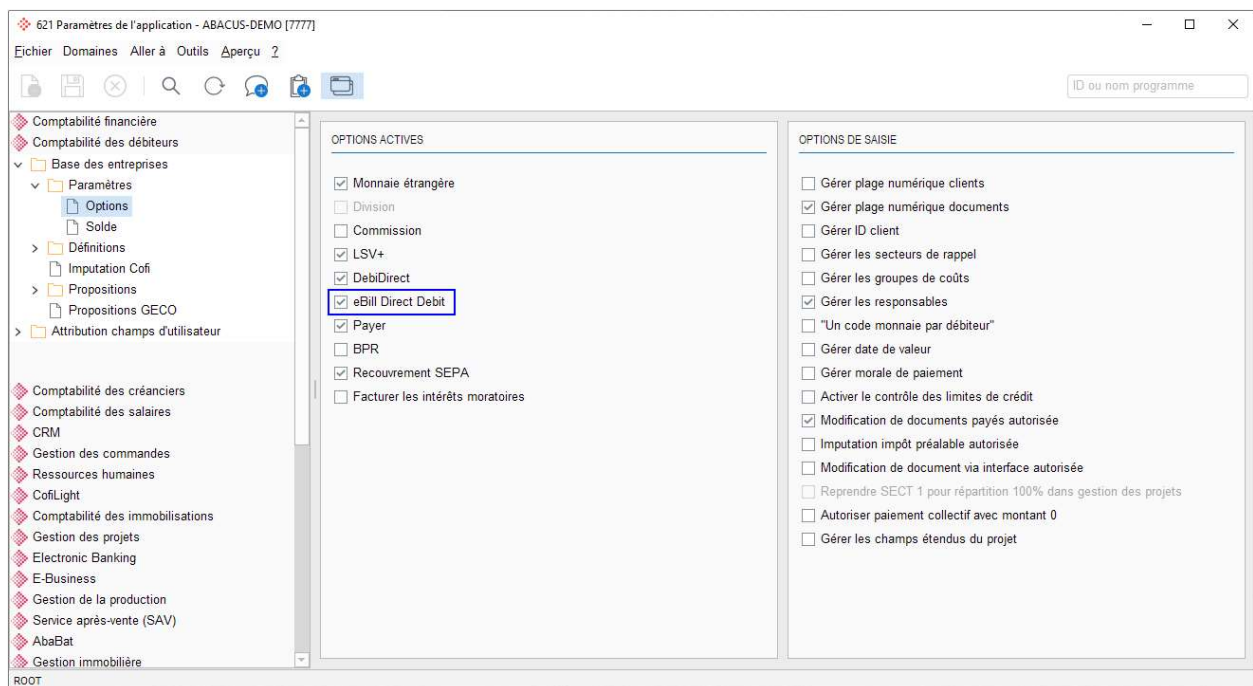 621 Paramètres de l'application - ABACUS-DEMO [7777]
Fichier Domaines Aller à Outils Aperçu ?
ID ou nom programme
Comptabilité financière
Comptabilité des débiteurs
Base des entreprises
Paramètres
Options
Solde
Définitions
Imputation Cofi
Propositions
Propositions GECO
Attribution champs d'utilisateur
Comptabilité des créanciers
Comptabilité des salaires
CRM
Gestion des commandes
Ressources humaines
CofiLight
Comptabilité des immobilisations
Gestion des projets
Electronic Banking
E-Business
Gestion de la production
Service après-vente (SAV)
AbaBat
Gestion immobilière
OPTIONS ACTIVES
Monnaie étrangère
Division
Commission
LSV+
DebiDirect
eBill Direct Debit
Payer
BPR
Recouvrement SEPA
Facturer les intérêts moratoires
OPTIONS DE SAISIE
Gérer plage numérique clients
Gérer plage numérique documents
Gérer ID client
Gérer les secteurs de rappel
Gérer les groupes de coûts
Gérer les responsables
"Un code monnaie par débiteur"
Gérer date de valeur
Gérer morale de paiement
Activer le contrôle des limites de crédit
Modification de documents payés autorisée
Imputation impôt préalable autorisée
Modification de document via interface autorisée
Reprendre SECT 1 pour répartition 100% dans gestion des projets
Autoriser paiement collectif avec montant 0
Gérer les champs étendus du projet
ROOT